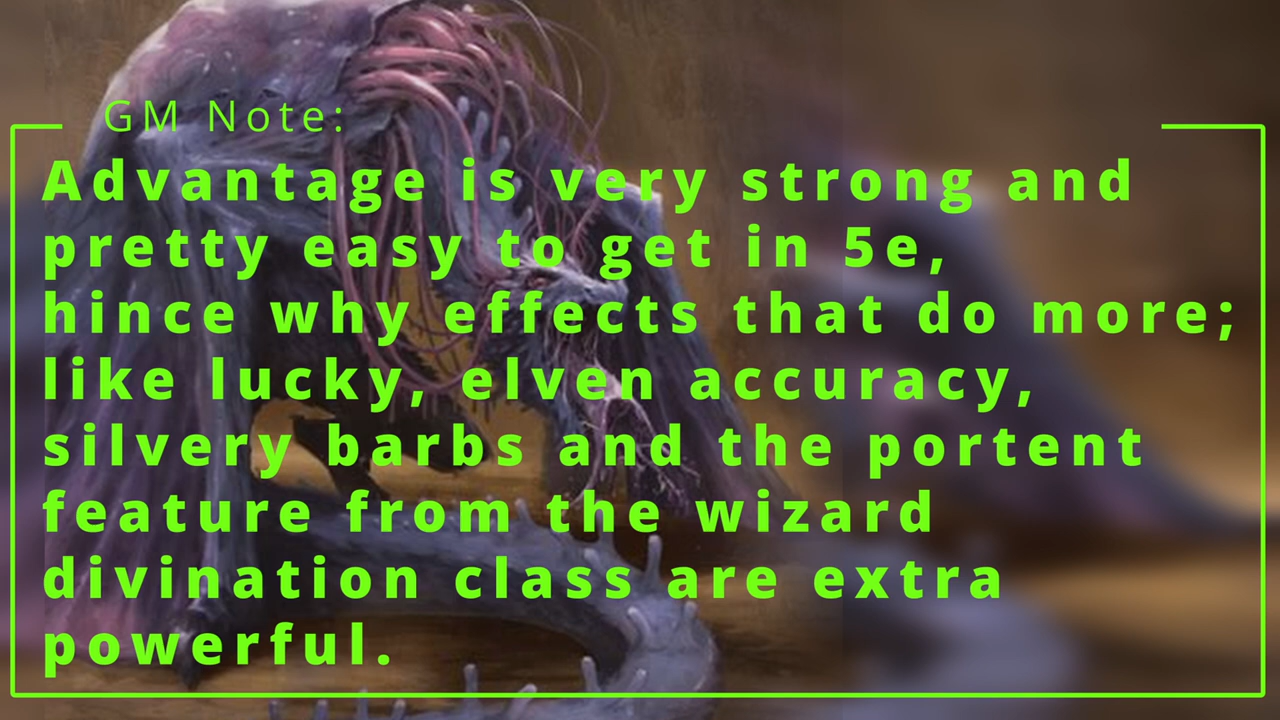 GM Note:
Advantage is very strong and
pretty easy to get in 5e,
hince why effects that do more;
like lucky, elven accuracy,
silvery barbs and the portent
feature from the wizard
divination class are extra
powerful.